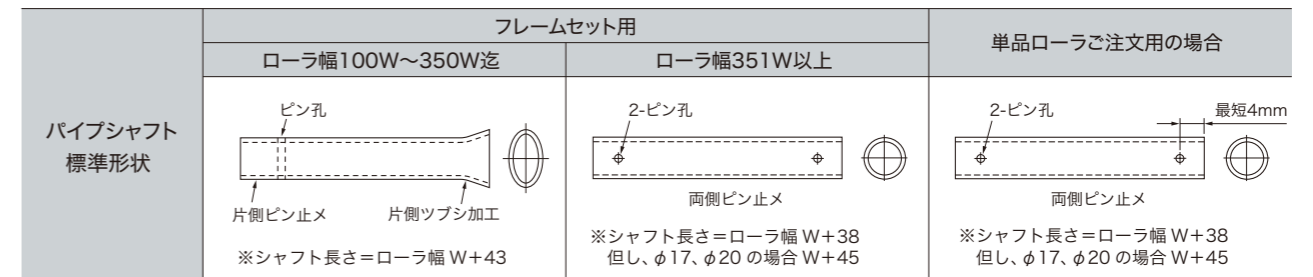 パイプシャフト
標準形状
フレームセット用
単品ローラご注文用の場合
ローラ幅100W～350W迄
ローラ幅351W以上
ピン孔
片側ピン止メ
片側ツブシ加工
※シャフト長さ＝ローラ幅 W＋43
2-ピン孔
両側ピン止メ
※シャフト長さ＝ローラ幅 W＋38
但し、φ17、φ20 の場合 W＋45
2-ピン孔
最短4mm
両側ピン止メ
※シャフト長さ＝ローラ幅 W＋38
但し、φ17、φ20 の場合 W＋45